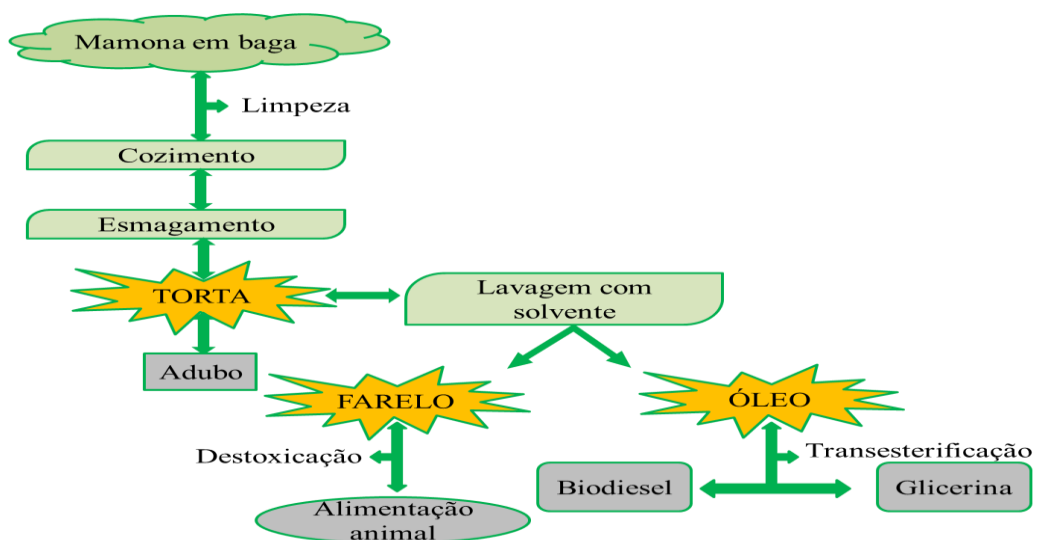 Mamona em baga
Limpeza
Cozimento
Esmagamento
TORTA
Lavagem com
solvente
Adubo
FARELO
ÓLEO
Destoxicação
Transesterificação
Biodiesel
Glicerina
Alimentação
animal